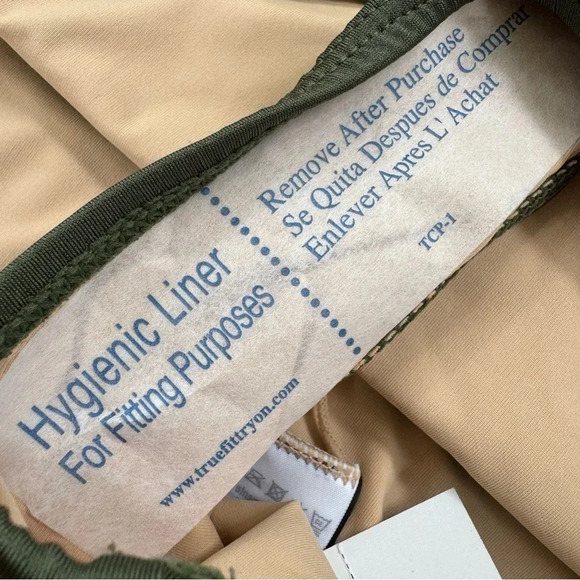 Hygienic Liner
For Fitting Purposes
www.truefittryon.com
Remove After Purchase
Se Quita Despues de Comprar
Enlever Apres L' Achat
TCP-1